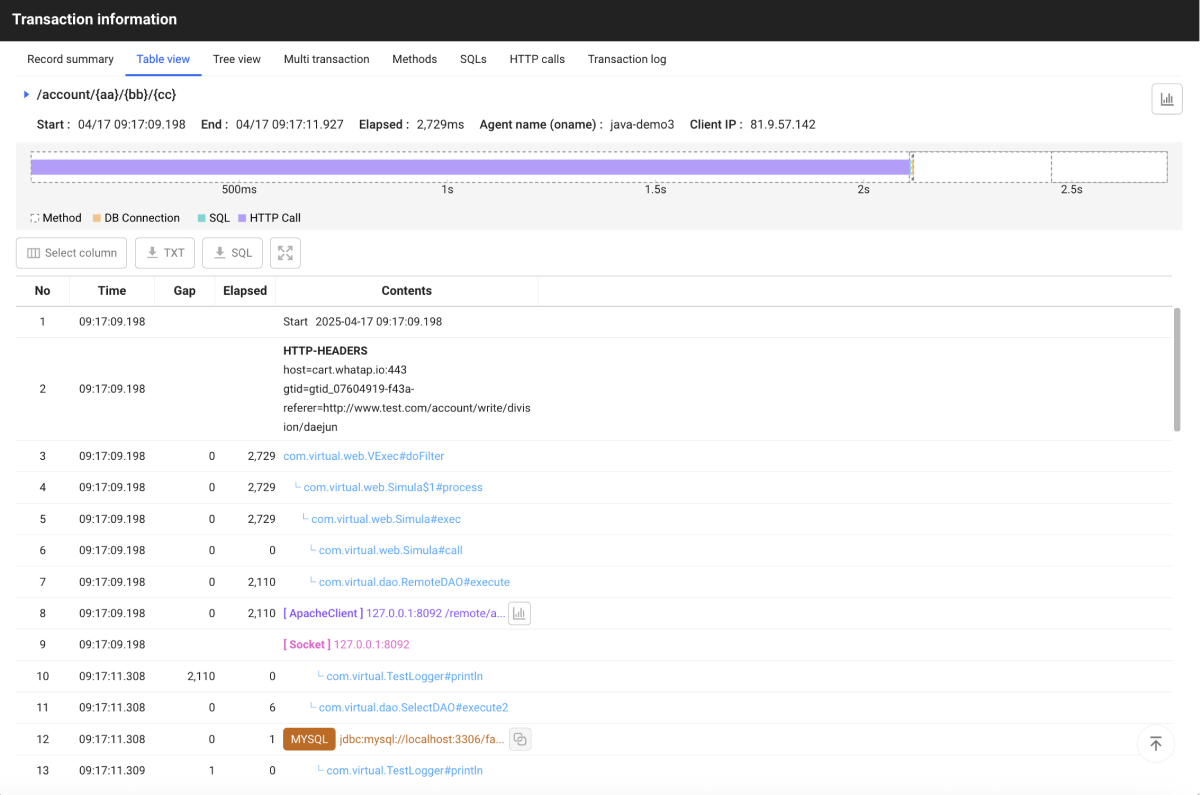 Transaction information
Record summary Table view Tree view Multi transaction Methods SQLs HTTP calls Transaction log
/account/{aa}/{bb}/{cc}
Start : 04/17 09:17:09.198 End : 04/17 09:17:11.927 Elapsed : 2,729ms Agent name (oname) : java-demo3 Client IP : 81.9.57.142
500ms 1s 1.5s 2s 2.5s
Method DB Connection SQL HTTP Call
Select column TXT SQL
No Time Gap Elapsed Contents
1 09:17:09.198 Start 2025-04-17 09:17:09.198
HTTP-HEADERS
host=cart.whatap.io:443
2 09:17:09.198 gtid=gtid_07604919-f43a-
referer=http://www.test.com/account/write/divis
ion/daejun
3 09:17:09.198 0 2,729 com.virtual.web.VExec#doFilter
4 09:17:09.198 0 2,729 com.virtual.web.Simula$1#process
5 09:17:09.198 0 2,729 com.virtual.web.Simula#exec
6 09:17:09.198 0 0 com.virtual.web.Simula#call
7 09:17:09.198 0 2,110 com.virtual.dao.RemoteDAO#execute
8 09:17:09.198 0 2,110 [ ApacheClient ] 127.0.0.1:8092 /remote/a...
9 09:17:09.198 [ Socket ] 127.0.0.1:8092
10 09:17:11.308 2,110 0 com.virtual.TestLogger#println
11 09:17:11.308 0 6 com.virtual.dao.SelectDAO#execute2
12 09:17:11.308 0 1 MYSQL jdbc:mysql://localhost:3306/fa...
13 09:17:11.309 1 0 com.virtual.TestLogger#println